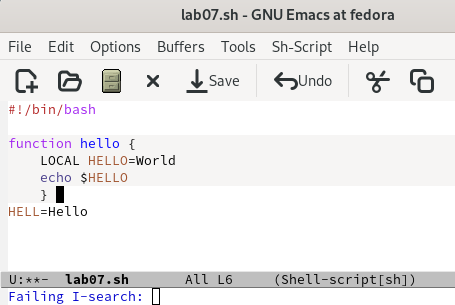 lab07.sh - GNU Emacs at fedora
File Edit Options Buffers Tools Sh-Script Help
Save Undo
#!/bin/bash
function hello {
    LOCAL HELLO=World
    echo $HELLO
    }
HELL=Hello
U:**-  lab07.sh       All L6     (Shell-script[sh])
Failing I-search: